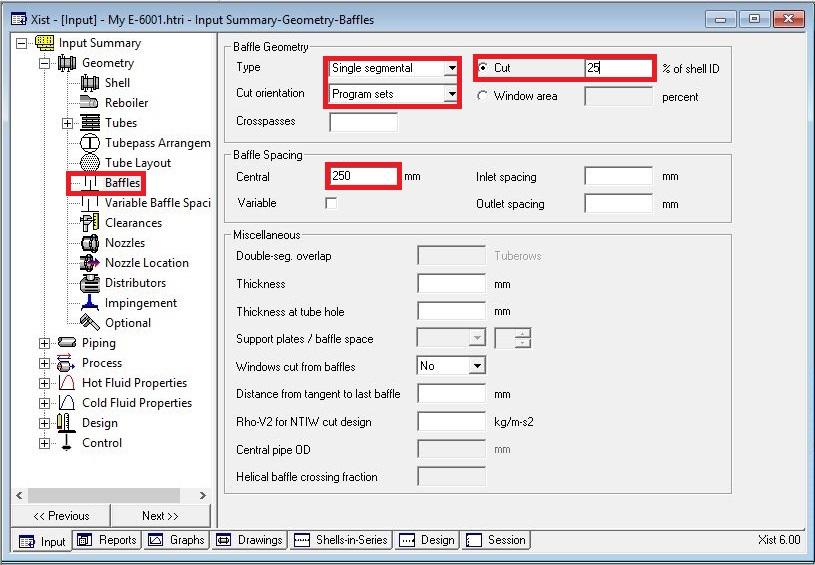 Xist - [Input] - My E-6001.htri - Input Summary-Geometry-Baffles
Input Summary
Geometry
Shell
Reboiler
Tubes
Tubepass Arrangem
Tube Layout
Baffles
Variable Baffle Spaci
Clearances
Nozzles
Nozzle Location
Distributors
Impingement
Optional
Piping
Process
Hot Fluid Properties
Cold Fluid Properties
Design
Control
<< Previous Next >>
Baffle Geometry
Type Single segmental Cut 25 % of shell ID
Cut orientation Program sets Window area percent
Crosspasses
Baffle Spacing
Central 250 mm Inlet spacing mm
Variable Outlet spacing mm
Miscellaneous
Double-seg. overlap Tuberows
Thickness mm
Thickness at tube hole mm
Support plates / baffle space
Windows cut from baffles No
Distance from tangent to last baffle mm
Rho-V2 for NTIW cut design kg/m-s2
Central pipe OD mm
Helical baffle crossing fraction
Input Reports Graphs Drawings Shells-in-Series Design Session Xist 6.00